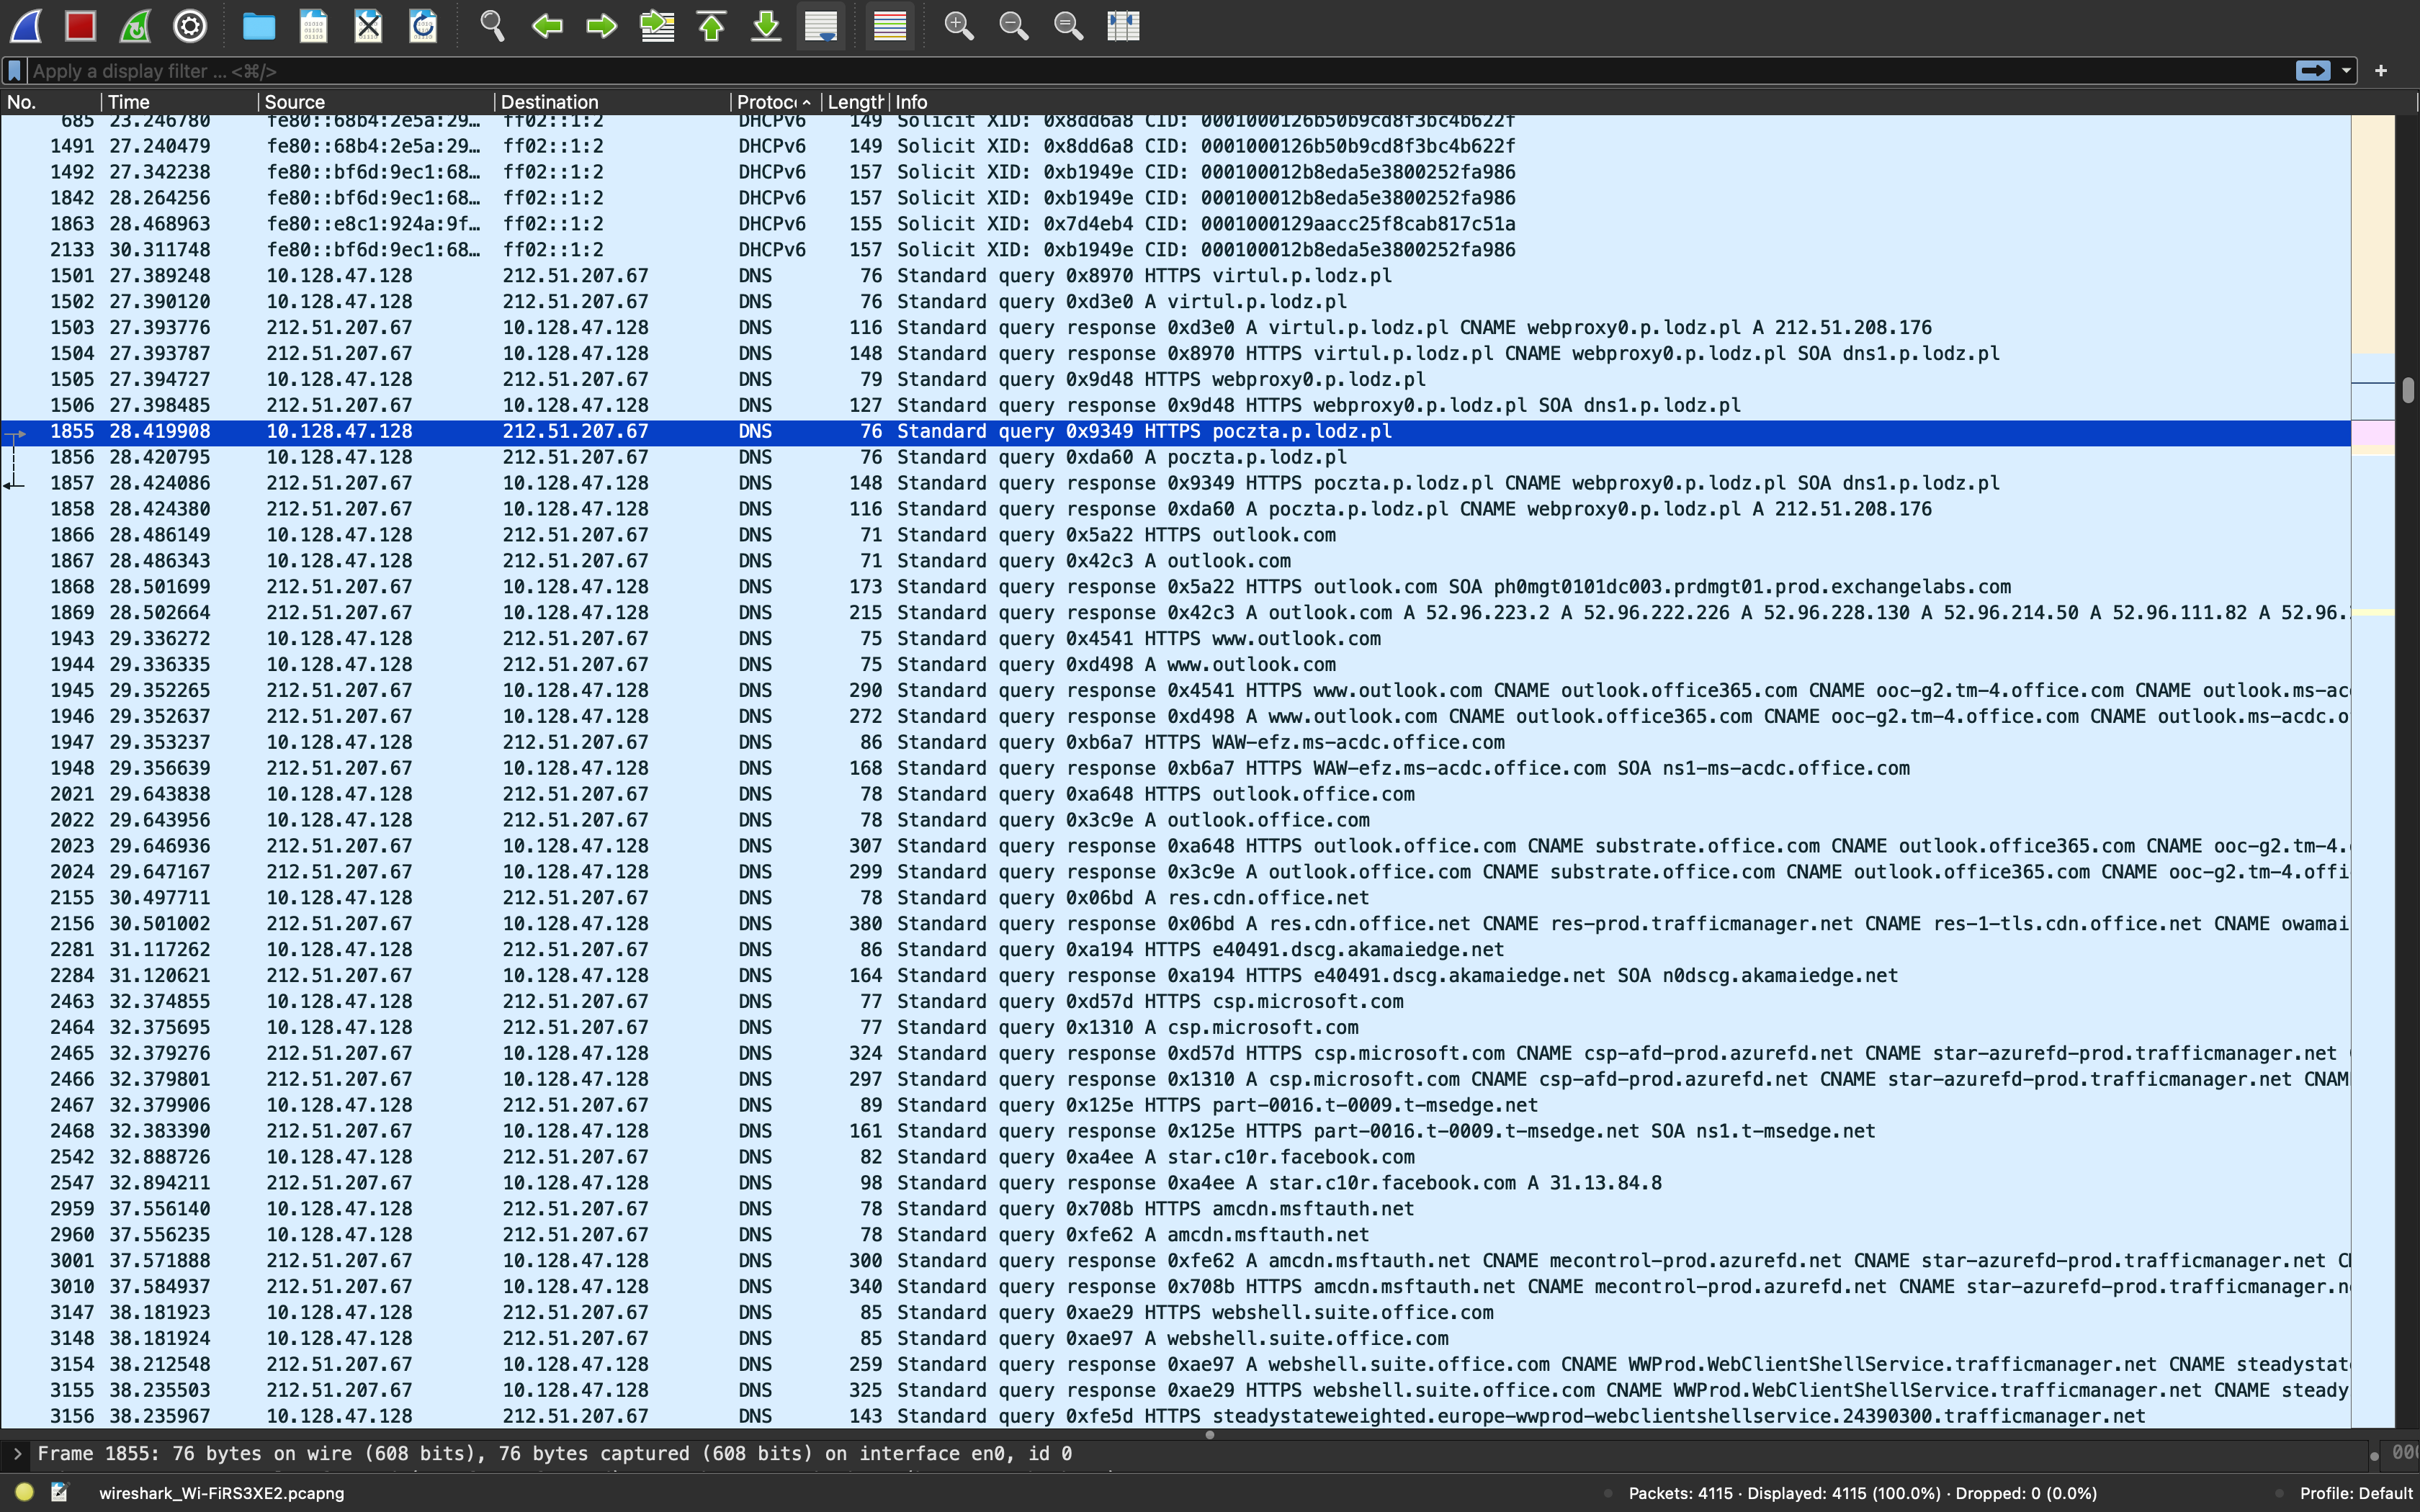 Apply a display filter ... <⌘/>
No. Time Source Destination Protoc Length Info
685 23.246780 fe80::68b4:2e5a:29… ff02::1:2 DHCPv6 149 Solicit XID: 0x8dd6a8 CID: 0001000126b50b9cd8f3bc4b622f
1491 27.240479 fe80::68b4:2e5a:29… ff02::1:2 DHCPv6 149 Solicit XID: 0x8dd6a8 CID: 0001000126b50b9cd8f3bc4b622f
1492 27.342238 fe80::bf6d:9ec1:68… ff02::1:2 DHCPv6 157 Solicit XID: 0xb1949e CID: 000100012b8eda5e3800252fa986
1842 28.264256 fe80::bf6d:9ec1:68… ff02::1:2 DHCPv6 157 Solicit XID: 0xb1949e CID: 000100012b8eda5e3800252fa986
1863 28.468963 fe80::e8c1:924a:9f… ff02::1:2 DHCPv6 155 Solicit XID: 0x7d4eb4 CID: 0001000129aacc25f8cab817c51a
2133 30.311748 fe80::bf6d:9ec1:68… ff02::1:2 DHCPv6 157 Solicit XID: 0xb1949e CID: 000100012b8eda5e3800252fa986
1501 27.389248 10.128.47.128 212.51.207.67 DNS 76 Standard query 0x8970 HTTPS virtul.p.lodz.pl
1502 27.390120 10.128.47.128 212.51.207.67 DNS 76 Standard query 0xd3e0 A virtul.p.lodz.pl
1503 27.393776 212.51.207.67 10.128.47.128 DNS 116 Standard query response 0xd3e0 A virtul.p.lodz.pl CNAME webproxy0.p.lodz.pl A 212.51.208.176
1504 27.393787 212.51.207.67 10.128.47.128 DNS 148 Standard query response 0x8970 HTTPS virtul.p.lodz.pl CNAME webproxy0.p.lodz.pl SOA dns1.p.lodz.pl
1505 27.394727 10.128.47.128 212.51.207.67 DNS 79 Standard query 0x9d48 HTTPS webproxy0.p.lodz.pl
1506 27.398485 212.51.207.67 10.128.47.128 DNS 127 Standard query response 0x9d48 HTTPS webproxy0.p.lodz.pl SOA dns1.p.lodz.pl
1855 28.419908 10.128.47.128 212.51.207.67 DNS 76 Standard query 0x9349 HTTPS poczta.p.lodz.pl
1856 28.420795 10.128.47.128 212.51.207.67 DNS 76 Standard query 0xda60 A poczta.p.lodz.pl
1857 28.424086 212.51.207.67 10.128.47.128 DNS 148 Standard query response 0x9349 HTTPS poczta.p.lodz.pl CNAME webproxy0.p.lodz.pl SOA dns1.p.lodz.pl
1858 28.424380 212.51.207.67 10.128.47.128 DNS 116 Standard query response 0xda60 A poczta.p.lodz.pl CNAME webproxy0.p.lodz.pl A 212.51.208.176
1866 28.486149 10.128.47.128 212.51.207.67 DNS 71 Standard query 0x5a22 HTTPS outlook.com
1867 28.486343 10.128.47.128 212.51.207.67 DNS 71 Standard query 0x42c3 A outlook.com
1868 28.501699 212.51.207.67 10.128.47.128 DNS 173 Standard query response 0x5a22 HTTPS outlook.com SOA ph0mgt0101dc003.prdmgt01.prod.exchangelabs.com
1869 28.502664 212.51.207.67 10.128.47.128 DNS 215 Standard query response 0x42c3 A outlook.com A 52.96.223.2 A 52.96.222.226 A 52.96.228.130 A 52.96.214.50 A 52.96.111.82 A 52.96.
1943 29.336272 10.128.47.128 212.51.207.67 DNS 75 Standard query 0x4541 HTTPS www.outlook.com
1944 29.336335 10.128.47.128 212.51.207.67 DNS 75 Standard query 0xd498 A www.outlook.com
1945 29.352265 212.51.207.67 10.128.47.128 DNS 290 Standard query response 0x4541 HTTPS www.outlook.com CNAME outlook.office365.com CNAME ooc-g2.tm-4.office.com CNAME outlook.ms-ac
1946 29.352637 212.51.207.67 10.128.47.128 DNS 272 Standard query response 0xd498 A www.outlook.com CNAME outlook.office365.com CNAME ooc-g2.tm-4.office.com CNAME outlook.ms-acdc.o
1947 29.353237 10.128.47.128 212.51.207.67 DNS 86 Standard query 0xb6a7 HTTPS WAW-efz.ms-acdc.office.com
1948 29.356639 212.51.207.67 10.128.47.128 DNS 168 Standard query response 0xb6a7 HTTPS WAW-efz.ms-acdc.office.com SOA ns1-ms-acdc.office.com
2021 29.643838 10.128.47.128 212.51.207.67 DNS 78 Standard query 0xa648 HTTPS outlook.office.com
2022 29.643956 10.128.47.128 212.51.207.67 DNS 78 Standard query 0x3c9e A outlook.office.com
2023 29.646936 212.51.207.67 10.128.47.128 DNS 307 Standard query response 0xa648 HTTPS outlook.office.com CNAME substrate.office.com CNAME outlook.office365.com CNAME ooc-g2.tm-4.
2024 29.647167 212.51.207.67 10.128.47.128 DNS 299 Standard query response 0x3c9e A outlook.office.com CNAME substrate.office.com CNAME outlook.office365.com CNAME ooc-g2.tm-4.offi
2155 30.497711 10.128.47.128 212.51.207.67 DNS 78 Standard query 0x06bd A res.cdn.office.net
2156 30.501002 212.51.207.67 10.128.47.128 DNS 380 Standard query response 0x06bd A res.cdn.office.net CNAME res-prod.trafficmanager.net CNAME res-1-tls.cdn.office.net CNAME owamai
2281 31.117262 10.128.47.128 212.51.207.67 DNS 86 Standard query 0xa194 HTTPS e40491.dscg.akamaiedge.net
2284 31.120621 212.51.207.67 10.128.47.128 DNS 164 Standard query response 0xa194 HTTPS e40491.dscg.akamaiedge.net SOA n0dscg.akamaiedge.net
2463 32.374855 10.128.47.128 212.51.207.67 DNS 77 Standard query 0xd57d HTTPS csp.microsoft.com
2464 32.375695 10.128.47.128 212.51.207.67 DNS 77 Standard query 0x1310 A csp.microsoft.com
2465 32.379276 212.51.207.67 10.128.47.128 DNS 324 Standard query response 0xd57d HTTPS csp.microsoft.com CNAME csp-afd-prod.azurefd.net CNAME star-azurefd-prod.trafficmanager.net
2466 32.379801 212.51.207.67 10.128.47.128 DNS 297 Standard query response 0x1310 A csp.microsoft.com CNAME csp-afd-prod.azurefd.net CNAME star-azurefd-prod.trafficmanager.net CNAM
2467 32.379906 10.128.47.128 212.51.207.67 DNS 89 Standard query 0x125e HTTPS part-0016.t-0009.t-msedge.net
2468 32.383390 212.51.207.67 10.128.47.128 DNS 161 Standard query response 0x125e HTTPS part-0016.t-0009.t-msedge.net SOA ns1.t-msedge.net
2542 32.888726 10.128.47.128 212.51.207.67 DNS 82 Standard query 0xa4ee A star.c10r.facebook.com
2547 32.894211 212.51.207.67 10.128.47.128 DNS 98 Standard query response 0xa4ee A star.c10r.facebook.com A 31.13.84.8
2959 37.556140 10.128.47.128 212.51.207.67 DNS 78 Standard query 0x708b HTTPS amcdn.msftauth.net
2960 37.556235 10.128.47.128 212.51.207.67 DNS 78 Standard query 0xfe62 A amcdn.msftauth.net
3001 37.571888 212.51.207.67 10.128.47.128 DNS 300 Standard query response 0xfe62 A amcdn.msftauth.net CNAME mecontrol-prod.azurefd.net CNAME star-azurefd-prod.trafficmanager.net C
3010 37.584937 212.51.207.67 10.128.47.128 DNS 340 Standard query response 0x708b HTTPS amcdn.msftauth.net CNAME mecontrol-prod.azurefd.net CNAME star-azurefd-prod.trafficmanager.n
3147 38.181923 10.128.47.128 212.51.207.67 DNS 85 Standard query 0xae29 HTTPS webshell.suite.office.com
3148 38.181924 10.128.47.128 212.51.207.67 DNS 85 Standard query 0xae97 A webshell.suite.office.com
3154 38.212548 212.51.207.67 10.128.47.128 DNS 259 Standard query response 0xae97 A webshell.suite.office.com CNAME WWProd.WebClientShellService.trafficmanager.net CNAME steadystat
3155 38.235503 212.51.207.67 10.128.47.128 DNS 325 Standard query response 0xae29 HTTPS webshell.suite.office.com CNAME WWProd.WebClientShellService.trafficmanager.net CNAME steady
3156 38.235967 10.128.47.128 212.51.207.67 DNS 143 Standard query 0xfe5d HTTPS steadystateweighted.europe-wwprod-webclientshellservice.24390300.trafficmanager.net
Frame 1855: 76 bytes on wire (608 bits), 76 bytes captured (608 bits) on interface en0, id 0
wireshark_Wi-FiRS3XE2.pcapng Packets: 4115 · Displayed: 4115 (100.0%) · Dropped: 0 (0.0%) Profile: Default